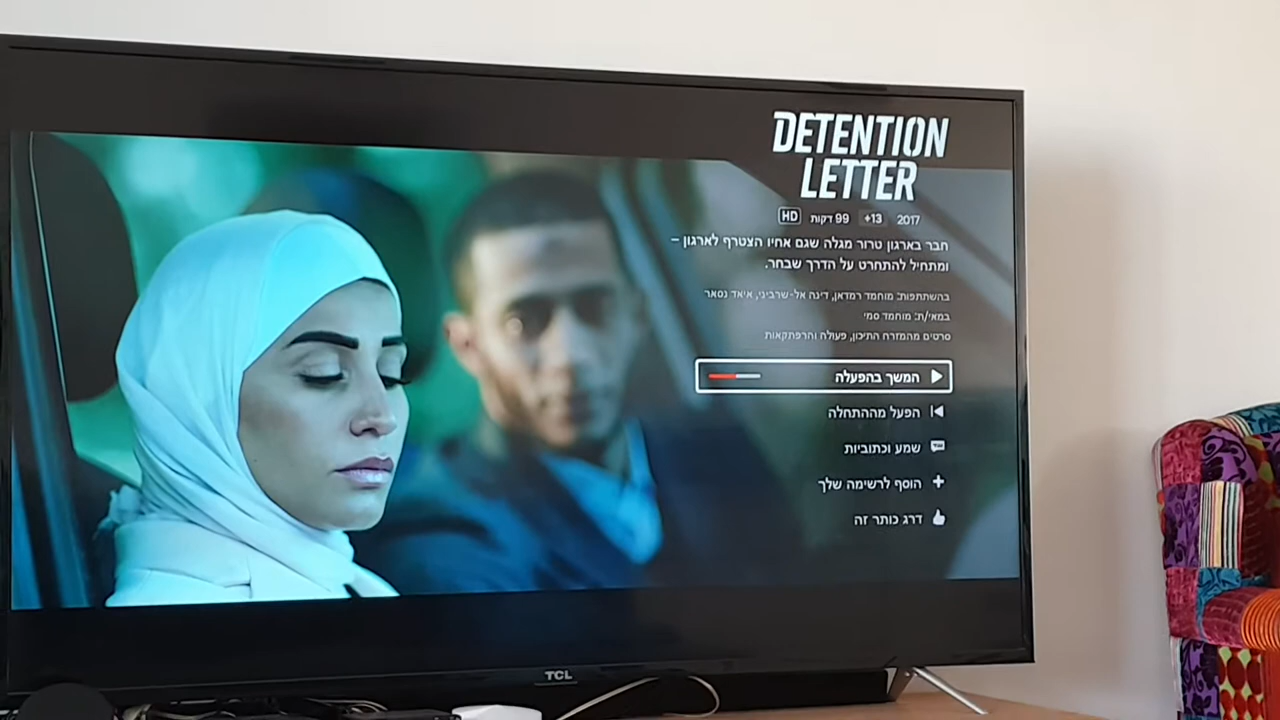 DETENTION
LETTER
2017 13+ 99 דקות HD
חבר בארגון טרור מגלה שגם אחיו הצטרף לארגון –
ומתחיל להתחרט על הדרך שבחר.
בהשתתפות: מוחמד רמדאן, דינה אל-שרביני, איאד נסאר
במאי/ת: מוחמד סמי
סרטים מהמזרח התיכון, פעולה והרפתקאות
המשך בהפעלה
הפעל מההתחלה
שמע וכתוביות
הוסף לרשימה שלך
דרג כותר זה
TCL